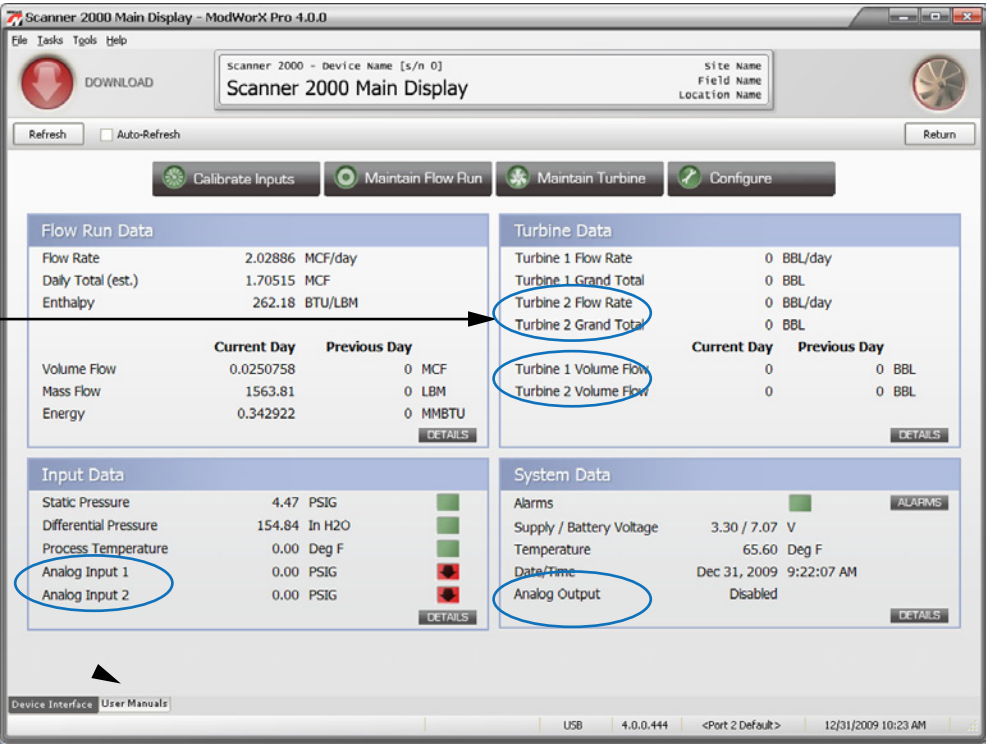 Scanner 2000 Main Display - ModWorX Pro 4.0.0
File Tasks Tools Help
DOWNLOAD
Scanner 2000 - Device Name [s/n 0]
Scanner 2000 Main Display
Site Name
Field Name
Location Name
Refresh Auto-Refresh Return
Calibrate Inputs Maintain Flow Run Maintain Turbine Configure
Flow Run Data
Flow Rate 2.02886 MCF/day
Daily Total (est.) 1.70515 MCF
Enthalpy 262.18 BTU/LBM
Current Day Previous Day
Volume Flow 0.0250758 0 MCF
Mass Flow 1563.81 0 LBM
Energy 0.342922 0 MMBTU
DETAILS
Turbine Data
Turbine 1 Flow Rate 0 BBL/day
Turbine 1 Grand Total 0 BBL
Turbine 2 Flow Rate 0 BBL/day
Turbine 2 Grand Total 0 BBL
Current Day Previous Day
Turbine 1 Volume Flow 0 0 BBL
Turbine 2 Volume Flow 0 0 BBL
DETAILS
Input Data
Static Pressure 4.47 PSIG
Differential Pressure 154.84 In H2O
Process Temperature 0.00 Deg F
Analog Input 1 0.00 PSIG
Analog Input 2 0.00 PSIG
DETAILS
System Data
Alarms ALARMS
Supply / Battery Voltage 3.30 / 7.07 V
Temperature 65.60 Deg F
Date/Time Dec 31, 2009 9:22:07 AM
Analog Output Disabled
DETAILS
Device Interface User Manuals
USB 4.0.0.444 <Port 2 Default> 12/31/2009 10:23 AM